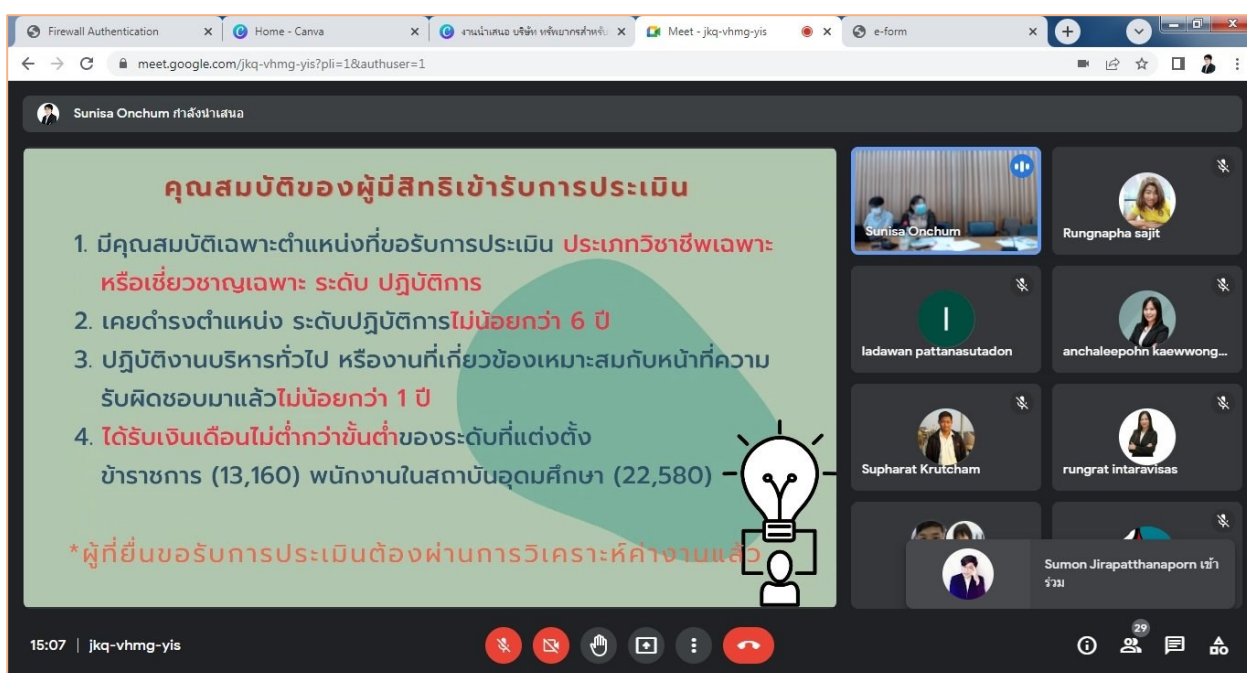 Firewall Authentication
Home - Canva
งานนำเสนอ บริษัท ทรัพยากรสำหรับ
Meet - jkq-vhmg-yis
e-form
meet.google.com/jkq-vhmg-yis?pli=1&authuser=1
Sunisa Onchum กำลังนำเสนอ
คุณสมบัติของผู้มีสิทธิเข้ารับการประเมิน
1. มีคุณสมบัติเฉพาะตำแหน่งที่ขอรับการประเมิน ประเภทวิชาชีพเฉพาะ
หรือเชี่ยวชาญเฉพาะ ระดับ ปฏิบัติการ
2. เคยดำรงตำแหน่ง ระดับปฏิบัติการไม่น้อยกว่า 6 ปี
3. ปฏิบัติงานบริหารทั่วไป หรืองานที่เกี่ยวข้องเหมาะสมกับหน้าที่ความ
รับผิดชอบมาแล้วไม่น้อยกว่า 1 ปี
4. ได้รับเงินเดือนไม่ต่ำกว่าขั้นต่ำของระดับที่แต่งตั้ง
ข้าราชการ (13,160) พนักงานในสถาบันอุดมศึกษา (22,580)
*ผู้ที่ยื่นขอรับการประเมินต้องผ่านการวิเคราะห์ค่างานแล้ว
Sunisa Onchum
Rungnapha sajit
l
ladawan pattanasutadon
anchaleepohn kaewwong...
Supharat Krutcham
rungrat intaravisas
Sumon Jirapatthanaporn เข้า
ร่วม
15:07 | jkq-vhmg-yis
29